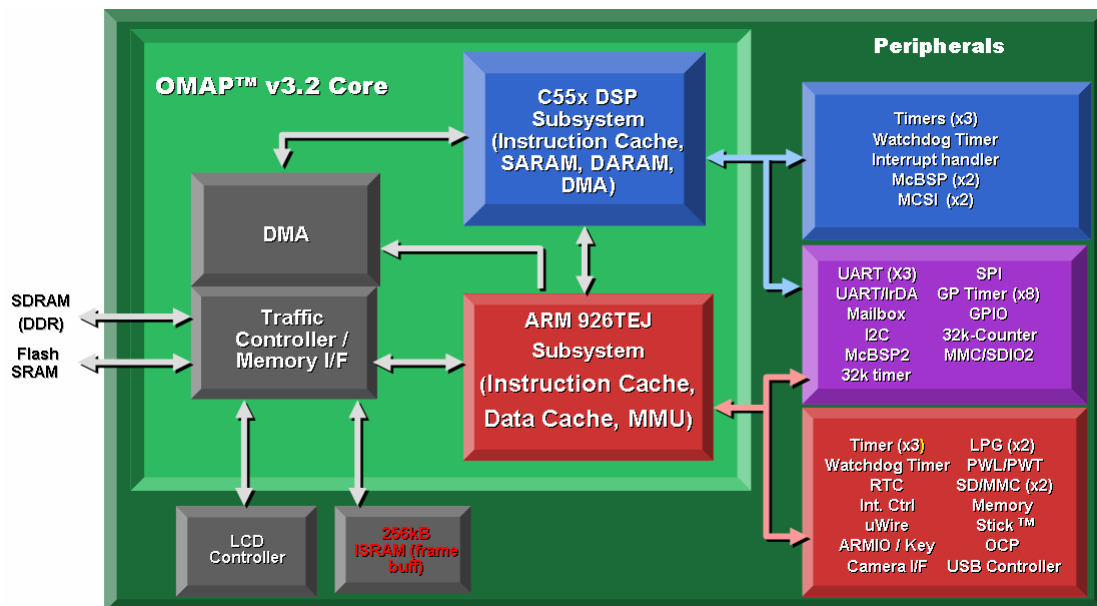 OMAP™ v3.2 Core
C55x DSP
Subsystem
(Instruction Cache,
SARAM, DARAM,
DMA)
DMA
Traffic
Controller /
Memory I/F
ARM 926TEJ
Subsystem
(Instruction Cache,
Data Cache, MMU)
SDRAM
(DDR)
Flash
SRAM
LCD
Controller
256kB
ISRAM (frame
buff)
Peripherals
Timers (x3)
Watchdog Timer
Interrupt handler
McBSP (x2)
MCSI (x2)
UART (X3)
UART/IrDA
Mailbox
I2C
McBSP2
32k timer
SPI
GP Timer (x8)
GPIO
32k-Counter
MMC/SDIO2
Timer (x3)
Watchdog Timer
RTC
Int. Ctrl
uWire
ARMIO / Key
Camera I/F
LPG (x2)
PWL/PWT
SD/MMC (x2)
Memory
Stick ™
OCP
USB Controller